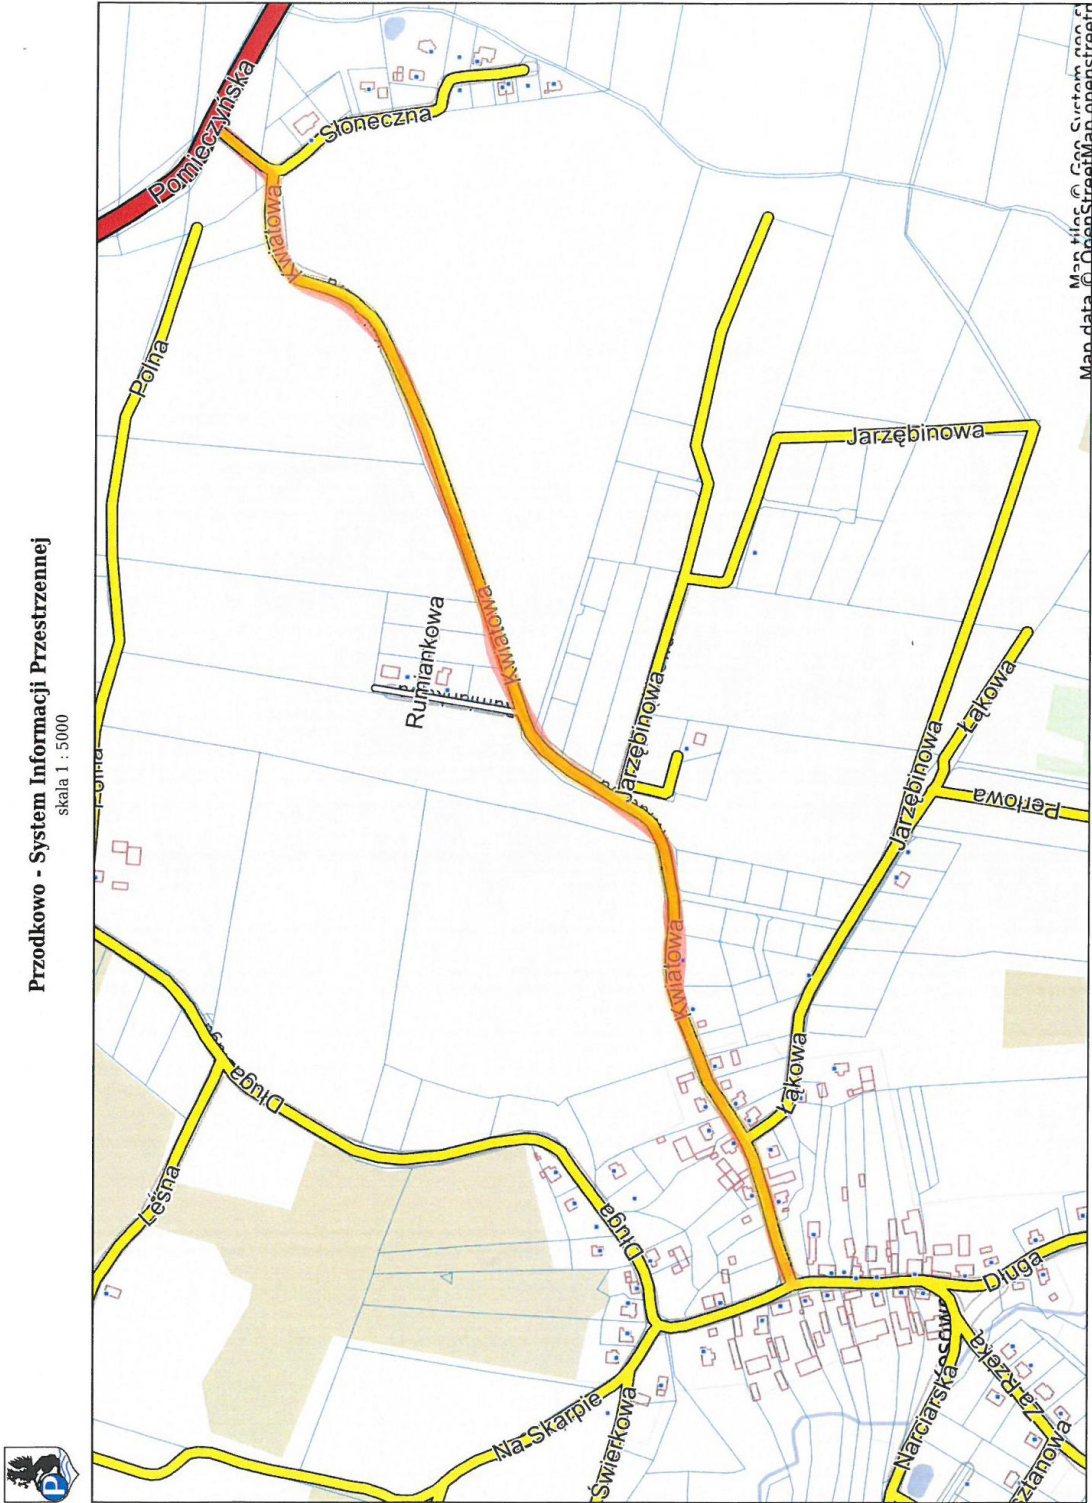 Przodkowo - System Informacji Przestrzennej
skala 1 : 5000
P
Pomieczyńska
Słoneczna
Kwiatowa
Kwiatowa
Polna
Jarzębinowa
Rumiankowa
Kwiatowa
Jarzębinowa
Łąkowa
Jarzębinowa
Perłowa
Kwiatowa
Długa
Łąkowa
Leśna
Długa
Długa
Na Skarpie
Świerkowa
Narciarska
Za Rzeką
Map tiles © Geo-System
Map data © OpenStreetMap